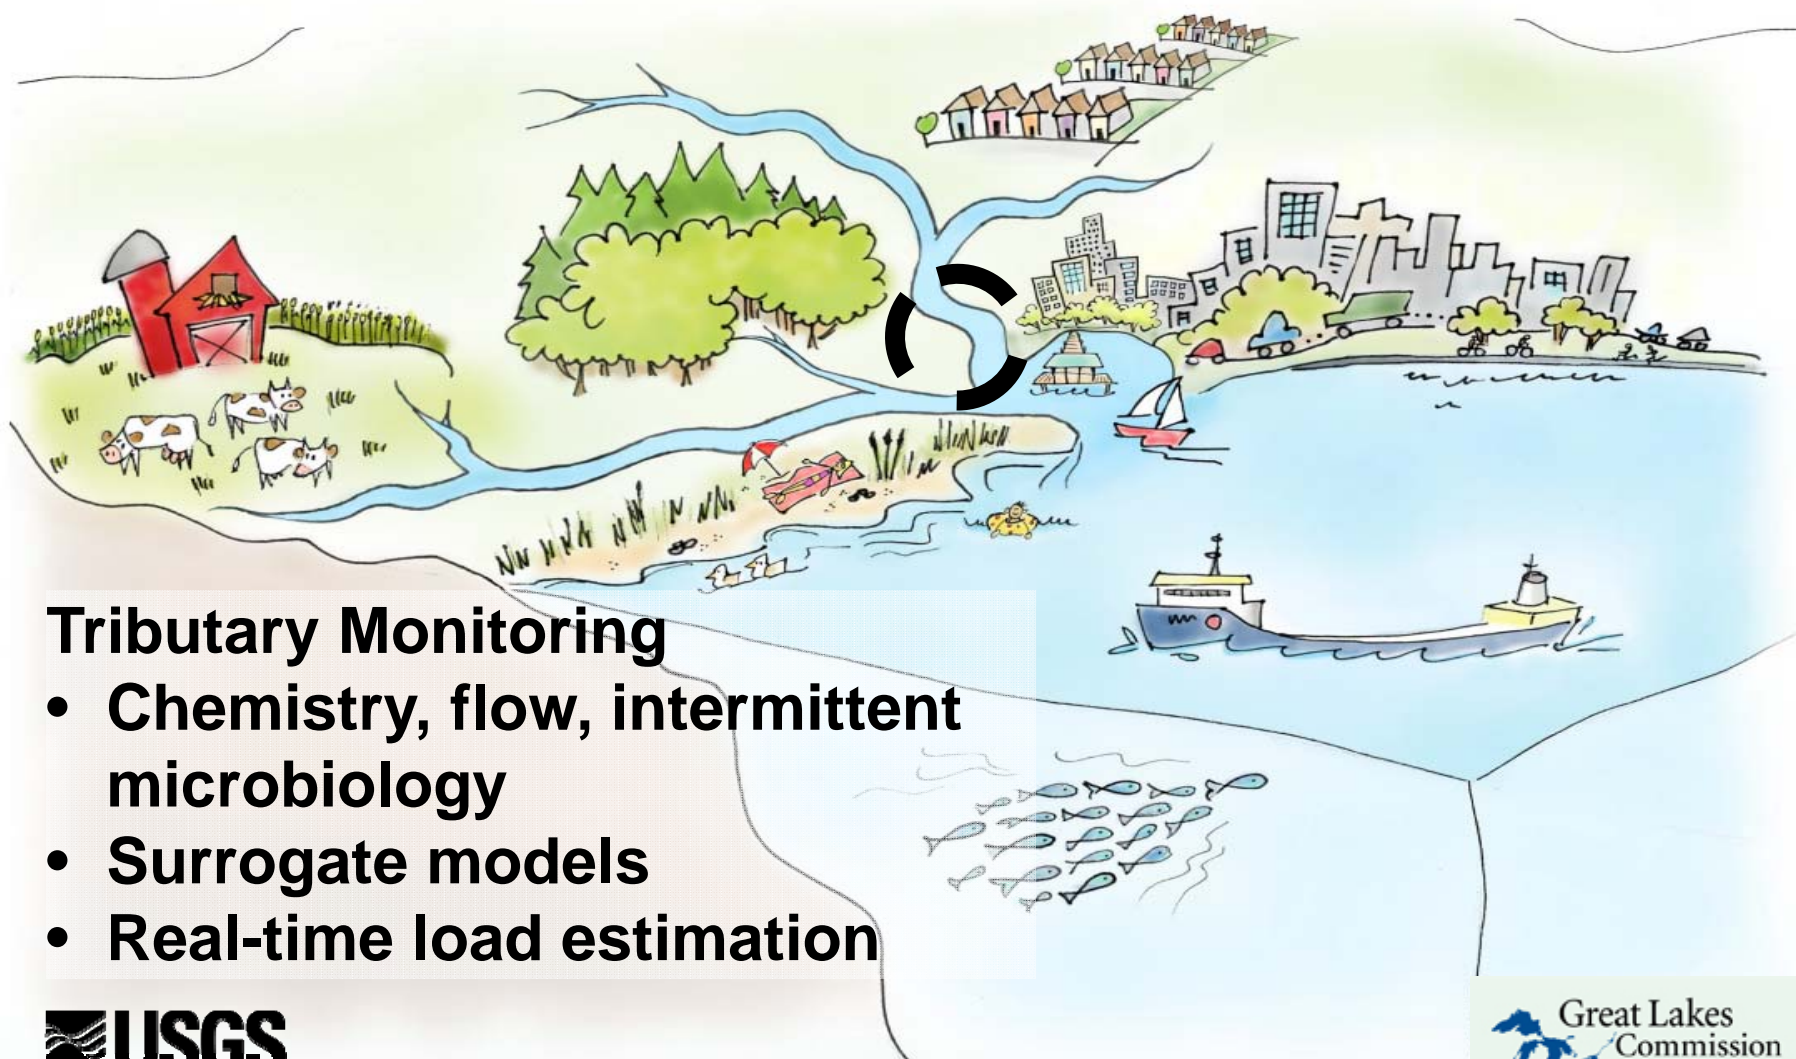 Tributary Monitoring
• Chemistry, flow, intermittent
microbiology
• Surrogate models
• Real-time load estimation
USGS
Great Lakes
Commission